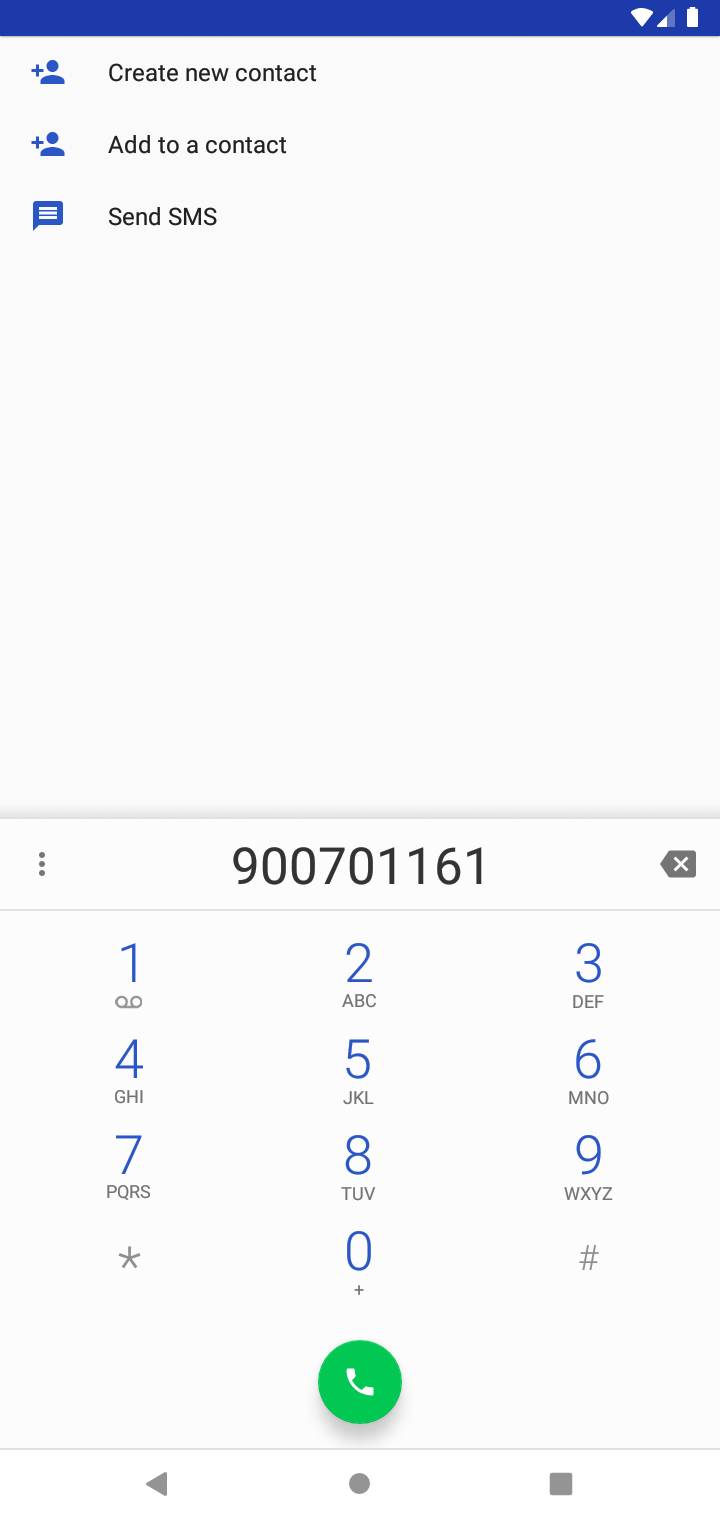 Create new contact
Add to a contact
Send SMS
900701161
1 2 3
ABC DEF
4 5 6
GHI JKL MNO
7 8 9
PQRS TUV WXYZ
* 0 #
+